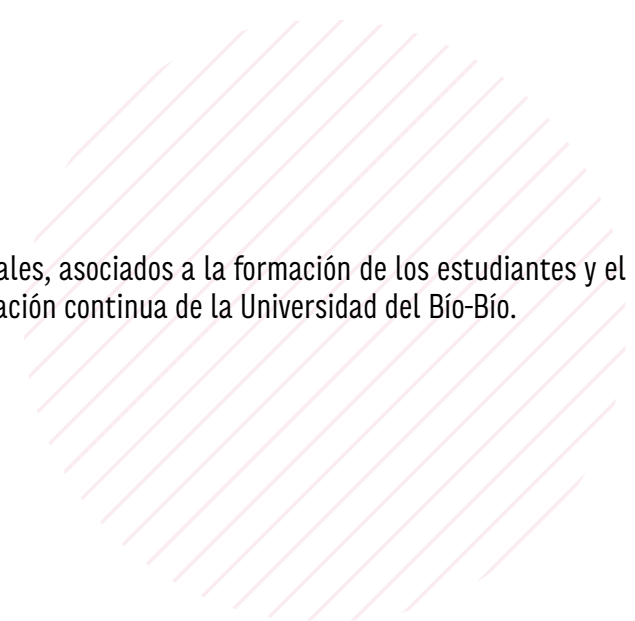 ales, asociados a la formación de los estudiantes y el
ación continua de la Universidad del Bío-Bío.